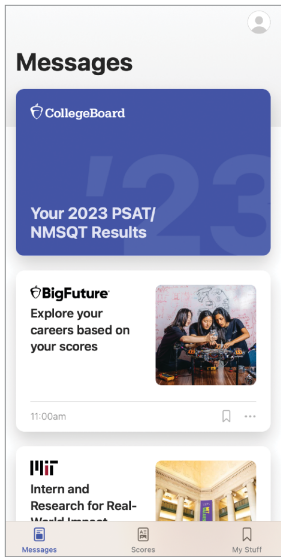 Messages
CollegeBoard
'23
Your 2023 PSAT/
NMSQT Results
BigFuture
Explore your
careers based on
your scores
11:00am
MIT
Intern and
Research for Real-
World Impact
Messages
Scores
My Stuff